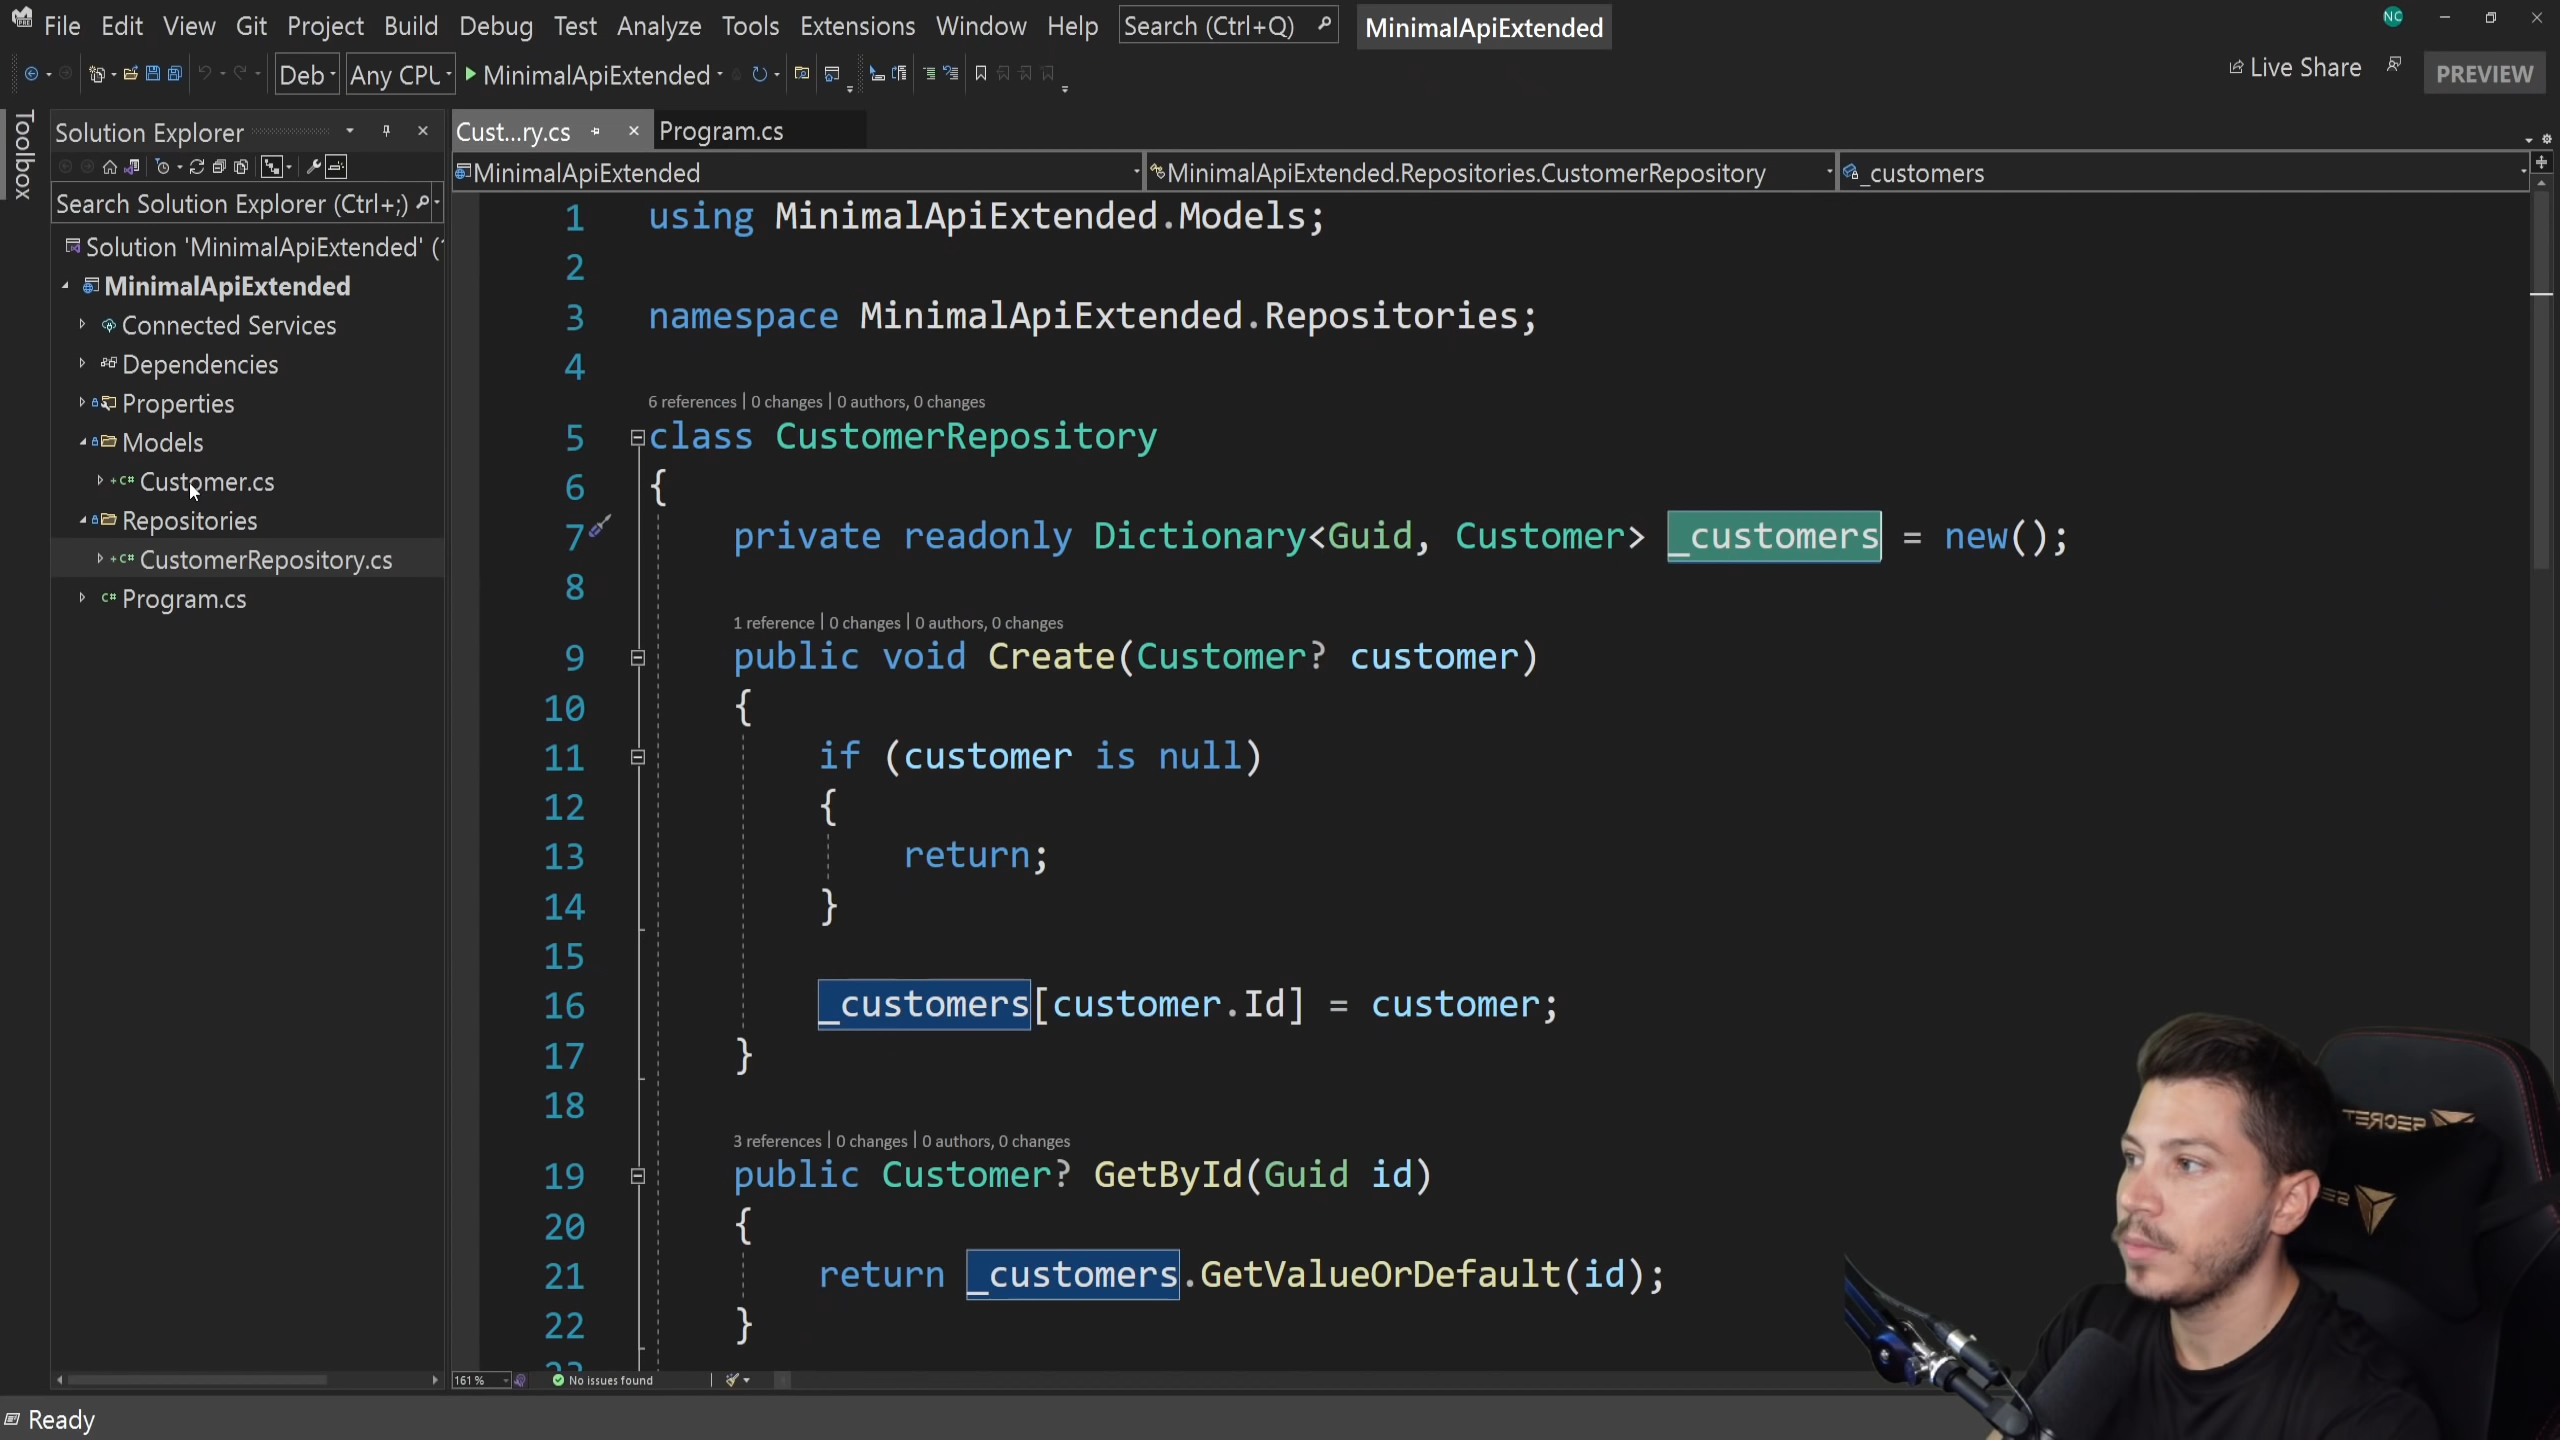 File Edit View Git Project Build Debug Test Analyze Tools Extensions Window Help Search (Ctrl+Q) MinimalApiExtended NC
Deb Any CPU MinimalApiExtended Live Share PREVIEW
Toolbox
Solution Explorer
Search Solution Explorer (Ctrl+;)
Solution 'MinimalApiExtended' (
MinimalApiExtended
Connected Services
Dependencies
Properties
Models
Customer.cs
Repositories
CustomerRepository.cs
Program.cs
Cust...ry.cs Program.cs
MinimalApiExtended MinimalApiExtended.Repositories.CustomerRepository _customers
1 using MinimalApiExtended.Models;
2
3 namespace MinimalApiExtended.Repositories;
4
6 references | 0 changes | 0 authors, 0 changes
5 class CustomerRepository
6 {
7 private readonly Dictionary<Guid, Customer> _customers = new();
8
1 reference | 0 changes | 0 authors, 0 changes
9 public void Create(Customer? customer)
10 {
11 if (customer is null)
12 {
13 return;
14 }
15
16 _customers[customer.Id] = customer;
17 }
18
3 references | 0 changes | 0 authors, 0 changes
19 public Customer? GetById(Guid id)
20 {
21 return _customers.GetValueOrDefault(id);
22 }
161 % No issues found
Ready
SECRET